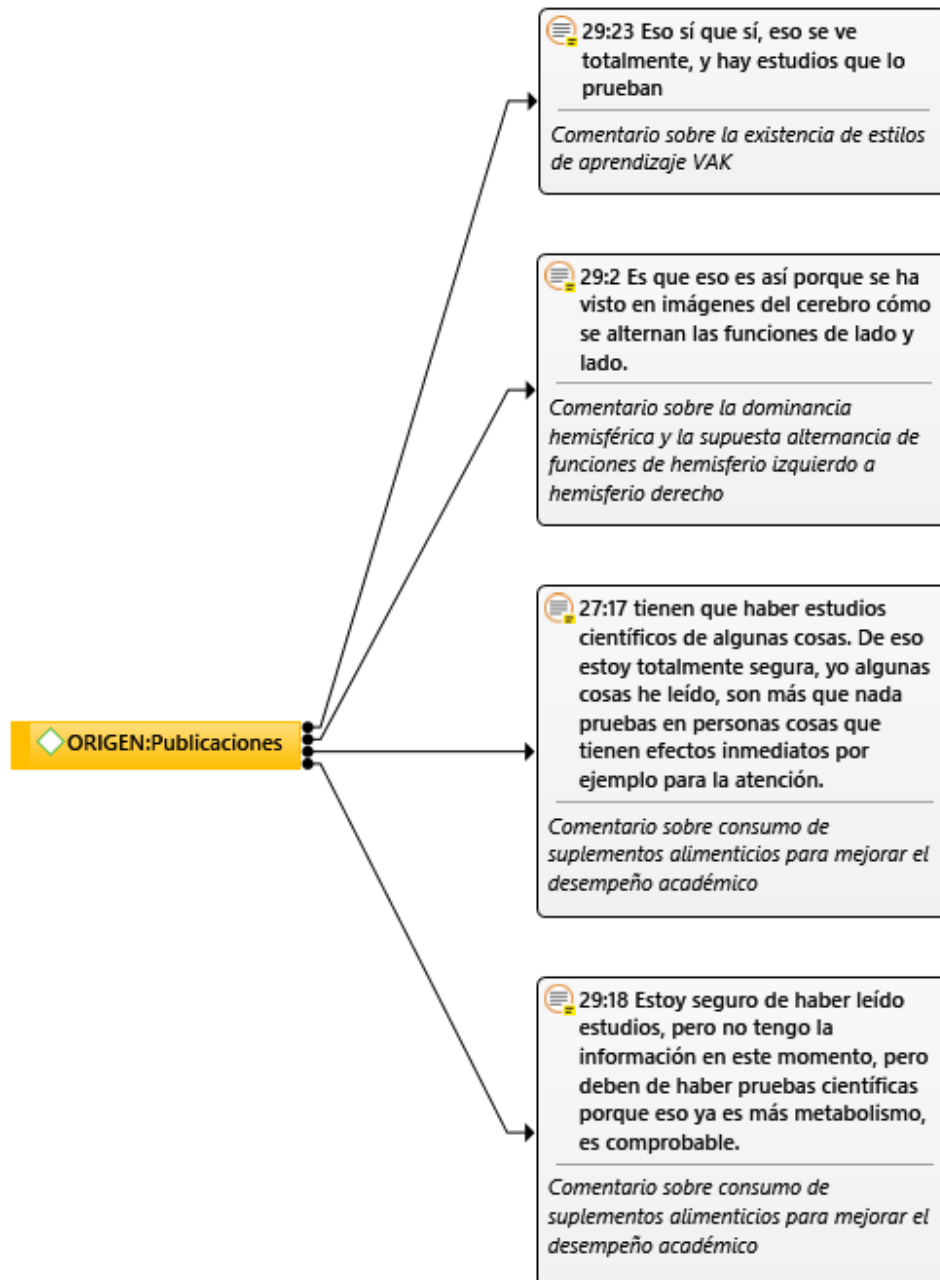 29:23 Eso sí que sí, eso se ve
totalmente, y hay estudios que lo
prueban
Comentario sobre la existencia de estilos
de aprendizaje VAK
29:2 Es que eso es así porque se ha
visto en imágenes del cerebro cómo
se alternan las funciones de lado y
lado.
Comentario sobre la dominancia
hemisférica y la supuesta alternancia de
funciones de hemisferio izquierdo a
hemisferio derecho
ORIGEN:Publicaciones
27:17 tienen que haber estudios
científicos de algunas cosas. De eso
estoy totalmente segura, yo algunas
cosas he leído, son más que nada
pruebas en personas cosas que
tienen efectos inmediatos por
ejemplo para la atención.
Comentario sobre consumo de
suplementos alimenticios para mejorar el
desempeño académico
29:18 Estoy seguro de haber leído
estudios, pero no tengo la
información en este momento, pero
deben de haber pruebas científicas
porque eso ya es más metabolismo,
es comprobable.
Comentario sobre consumo de
suplementos alimenticios para mejorar el
desempeño académico